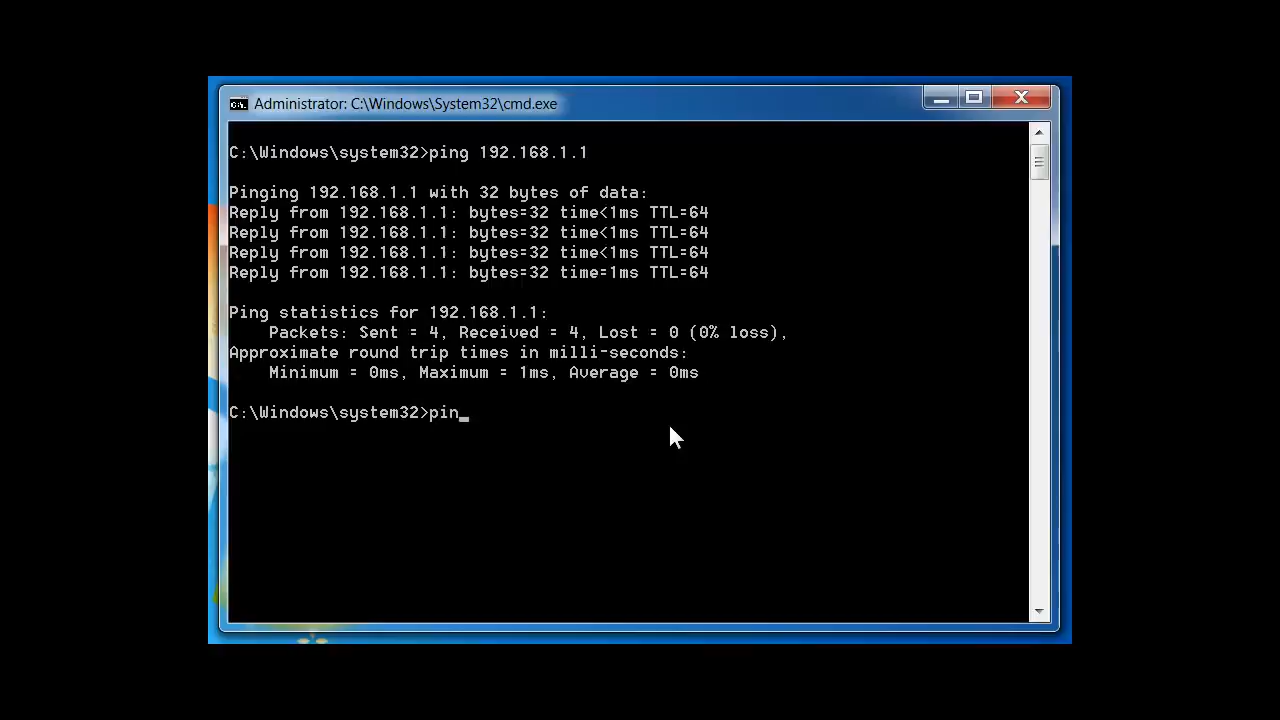 Administrator: C:\Windows\System32\cmd.exe
C:\Windows\system32>ping 192.168.1.1
Pinging 192.168.1.1 with 32 bytes of data:
Reply from 192.168.1.1: bytes=32 time<1ms TTL=64
Reply from 192.168.1.1: bytes=32 time<1ms TTL=64
Reply from 192.168.1.1: bytes=32 time<1ms TTL=64
Reply from 192.168.1.1: bytes=32 time=1ms TTL=64
Ping statistics for 192.168.1.1:
    Packets: Sent = 4, Received = 4, Lost = 0 (0% loss),
Approximate round trip times in milli-seconds:
    Minimum = 0ms, Maximum = 1ms, Average = 0ms
C:\Windows\system32>pin_